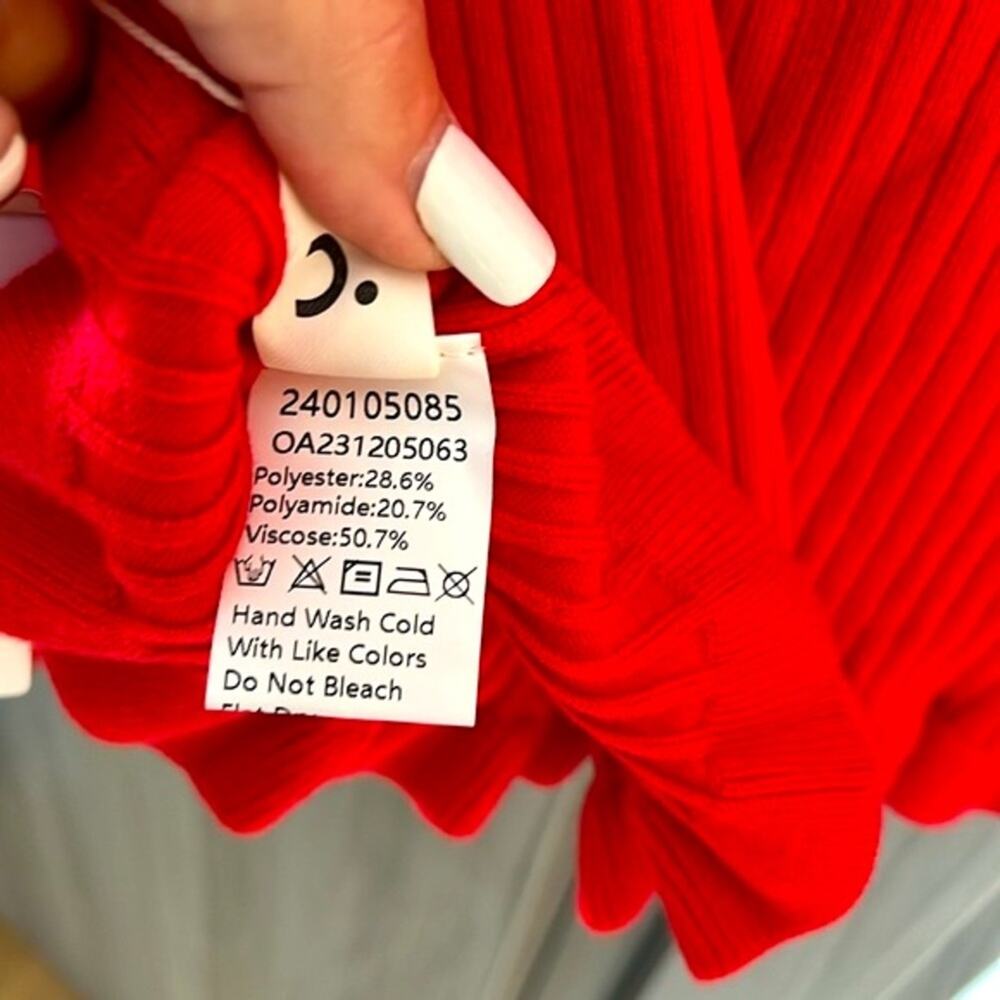 240105085
OA231205063
Polyester:28.6%
Polyamide:20.7%
Viscose:50.7%
Hand Wash Cold
With Like Colors
Do Not Bleach